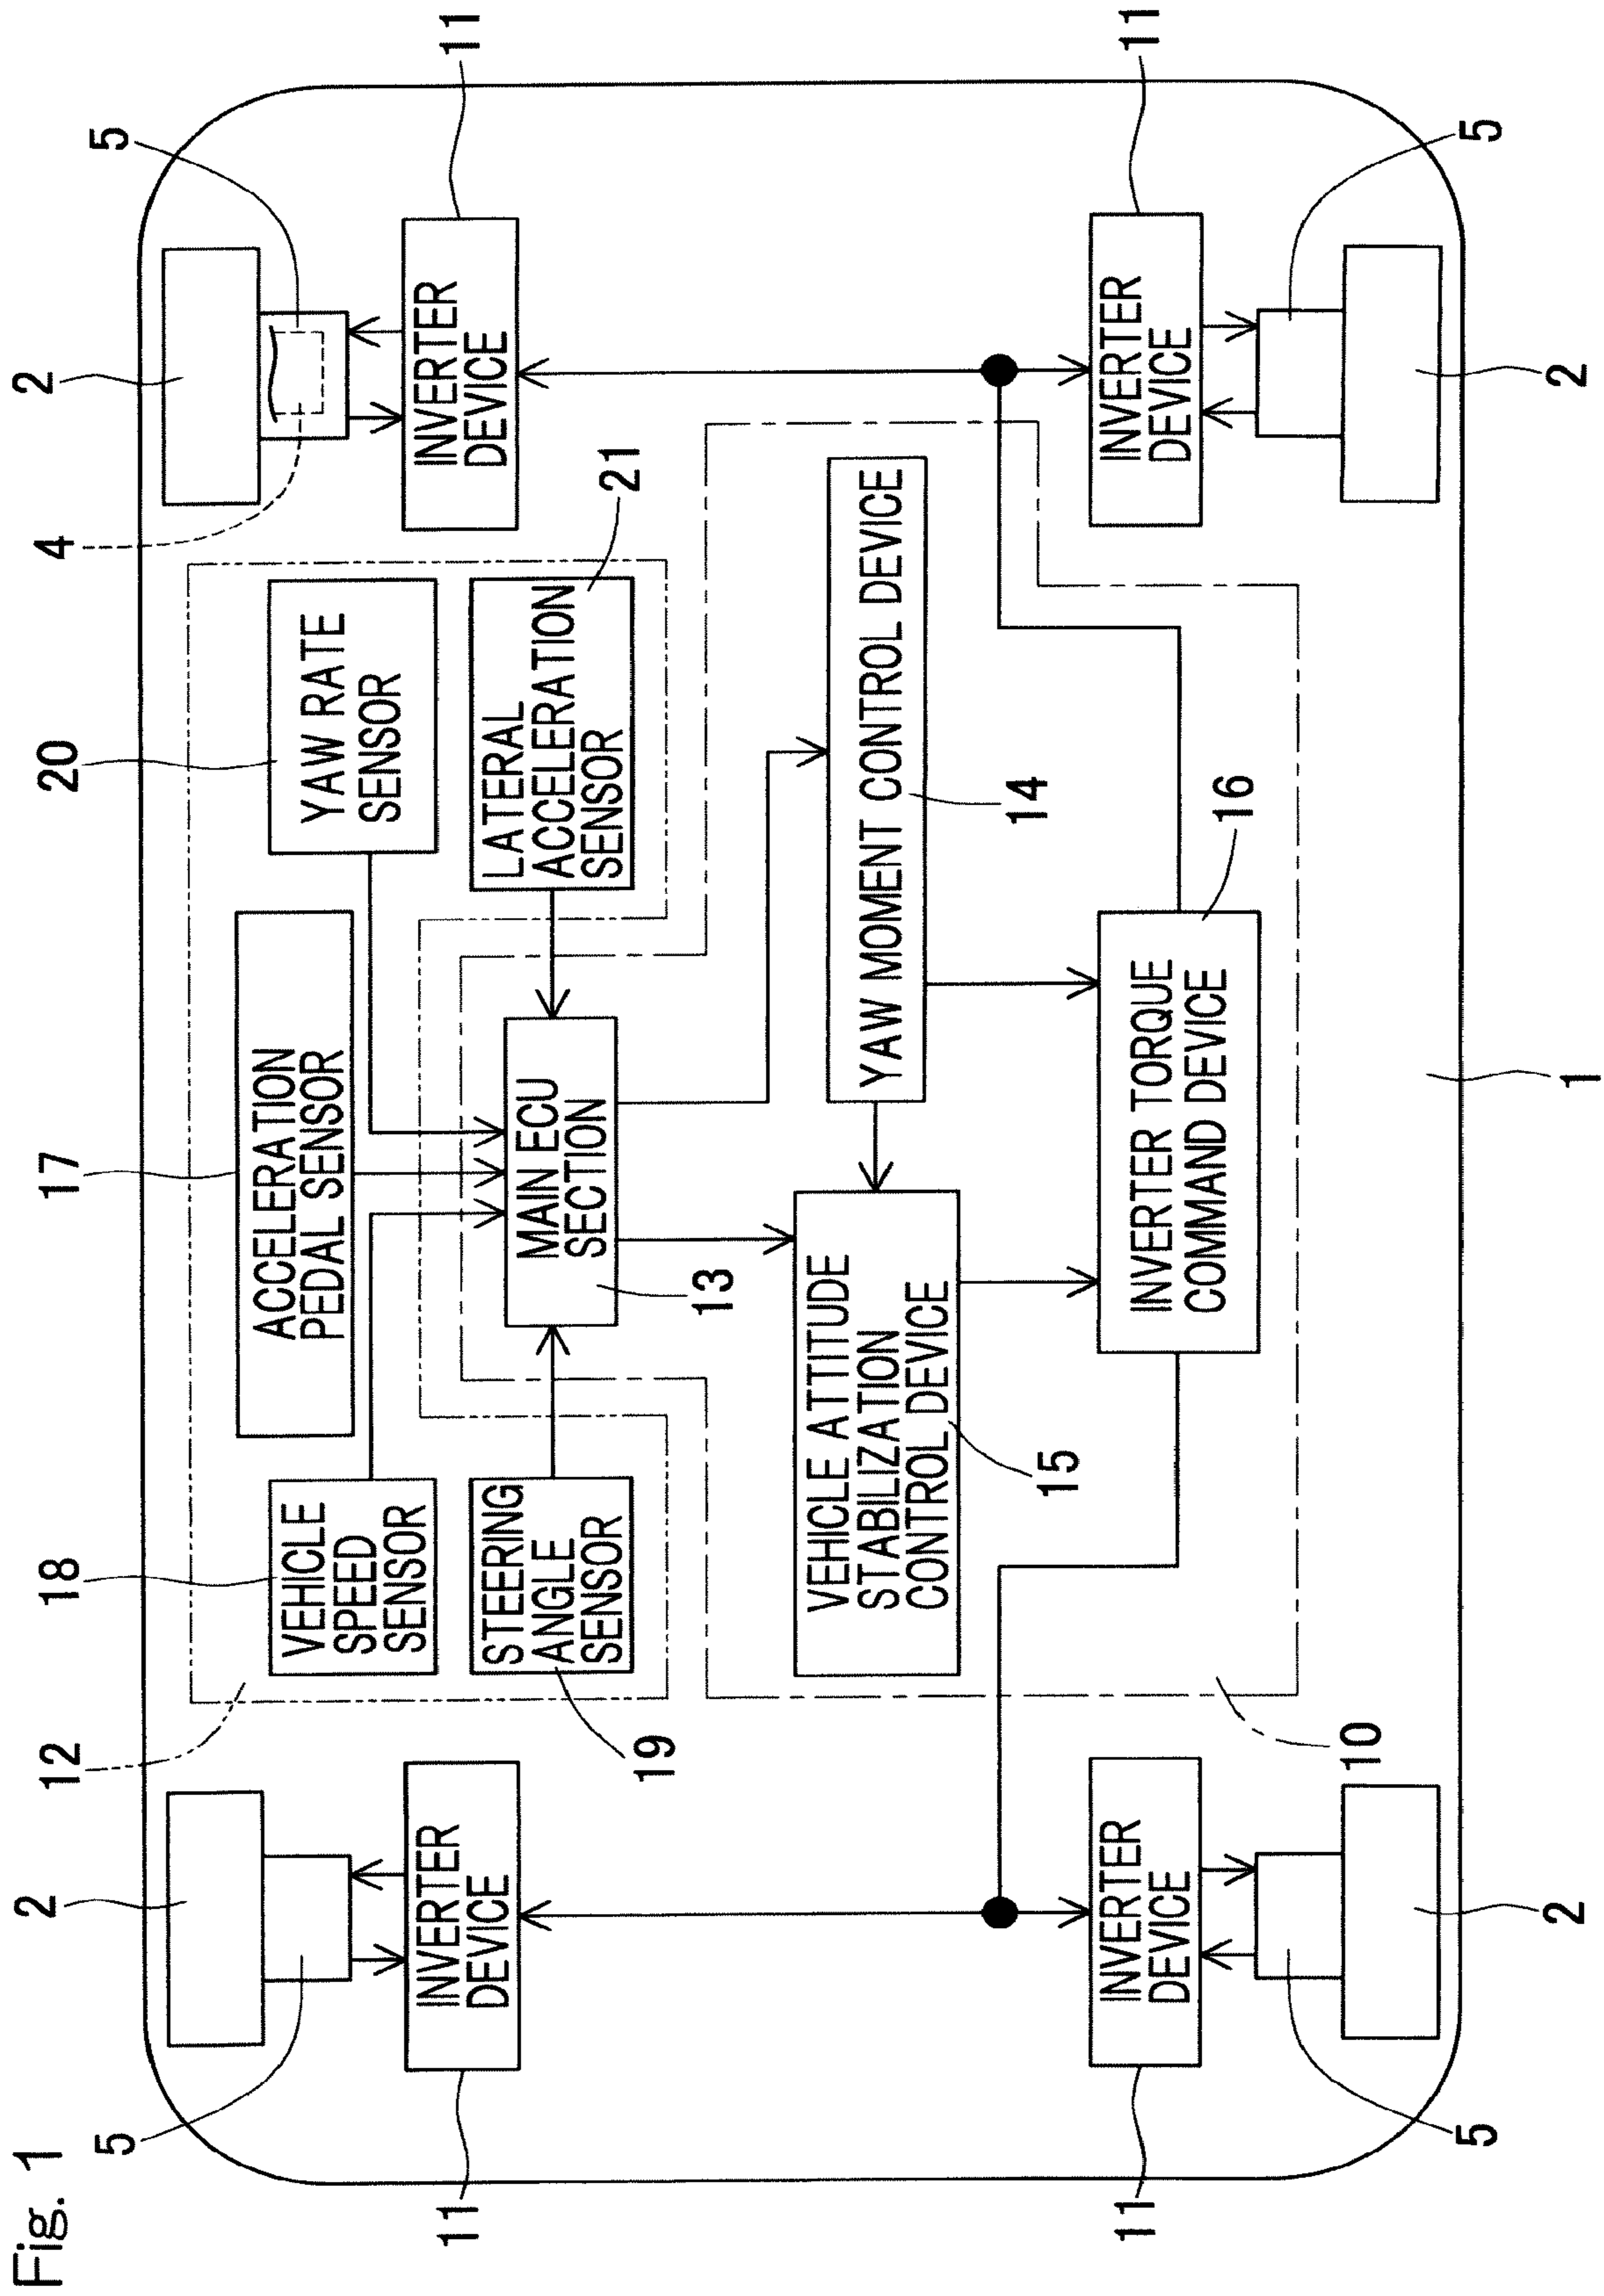 Fig. 1
5
12
18
17
20
4
5
2
2
11
11
INVERTER
DEVICE
VEHICLE
SPEED
SENSOR
ACCELERATION
PEDAL SENSOR
YAW RATE
SENSOR
INVERTER
DEVICE
STEERING
ANGLE
SENSOR
19
MAIN ECU
SECTION
13
LATERAL
ACCELERATION
SENSOR
21
VEHICLE ATTITUDE
STABILIZATION
CONTROL DEVICE
15
YAW MOMENT CONTROL DEVICE
14
INVERTER
DEVICE
INVERTER TORQUE
COMMAND DEVICE
16
INVERTER
DEVICE
11
11
10
5
2
1
5
2